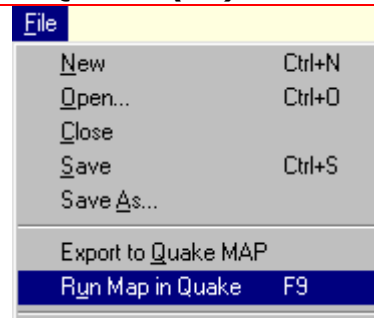 File
New Ctrl+N
Open... Ctrl+O
Close
Save Ctrl+S
Save As...
Export to Quake MAP
Run Map in Quake F9